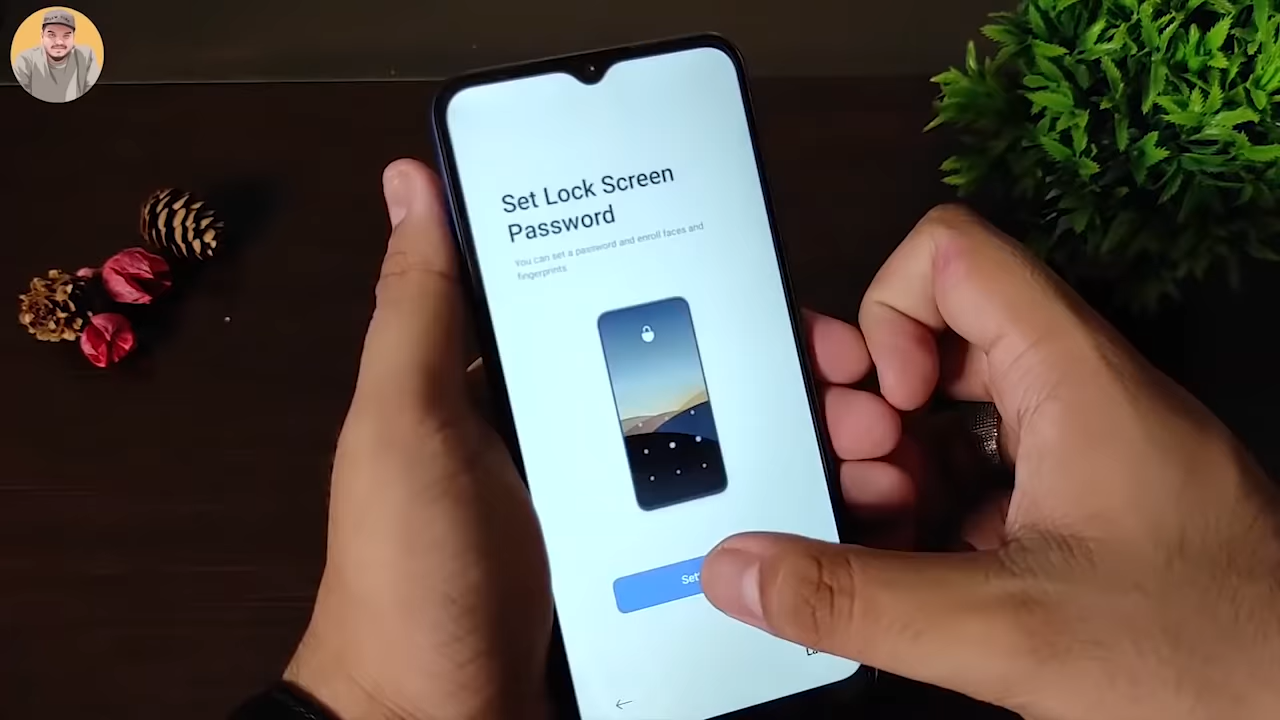 Set Lock Screen
Password
You can set a password and enroll faces and
fingerprints
Set